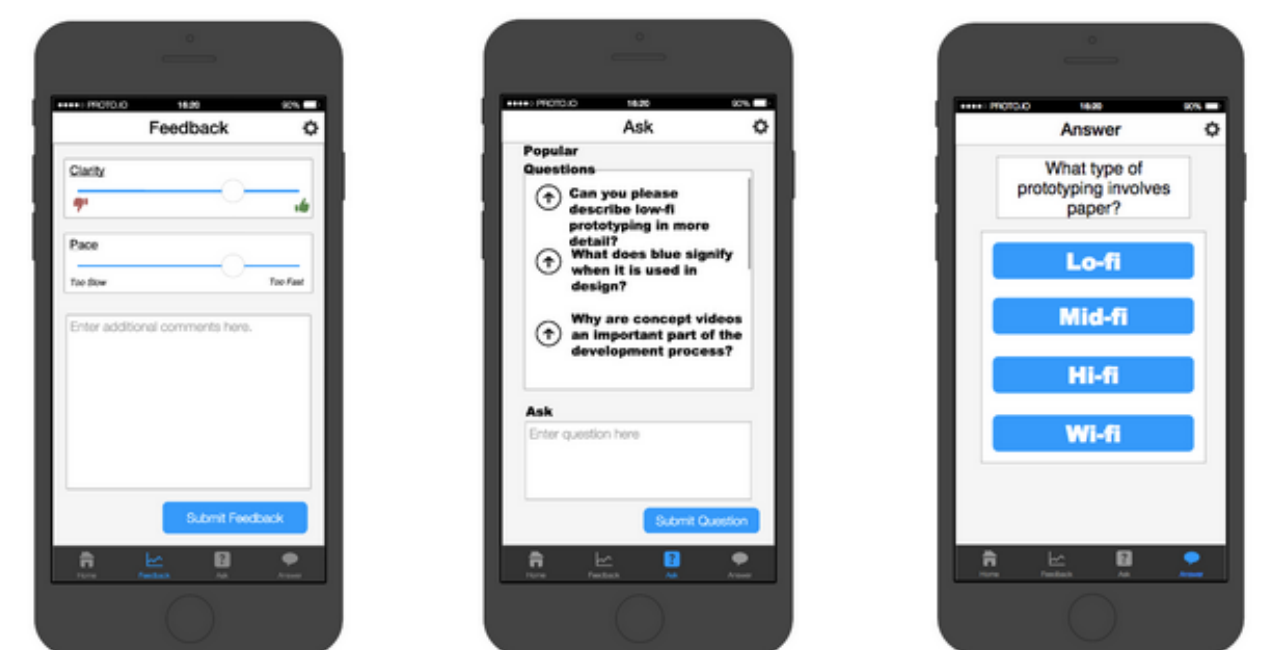 PROTO.IO 16:20 90%
Feedback
Clarity
Pace
Too Slow Too Fast
Enter additional comments here.
Submit Feedback
Home Feedback Ask Answer
PROTO.IO 16:20 90%
Ask
Popular
Questions
Can you please
describe low-fi
prototyping in more
detail?
What does blue signify
when it is used in
design?
Why are concept videos
an important part of the
development process?
Ask
Enter question here
Submit Question
Home Feedback Ask Answer
PROTO.IO 16:20 90%
Answer
What type of
prototyping involves
paper?
Lo-fi
Mid-fi
Hi-fi
Wi-fi
Home Feedback Ask Answer